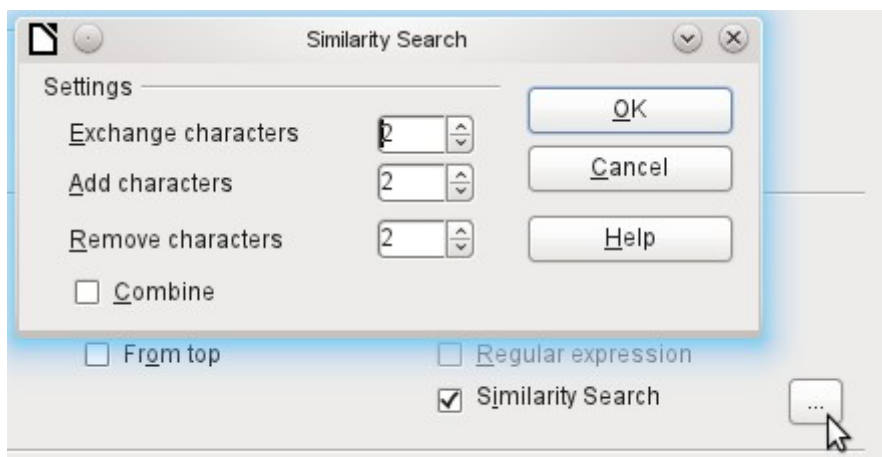 Similarity Search
Settings
Exchange characters 2
OK
Add characters 2
Cancel
Remove characters 2
Help
Combine
From top
Regular expression
Similarity Search
...